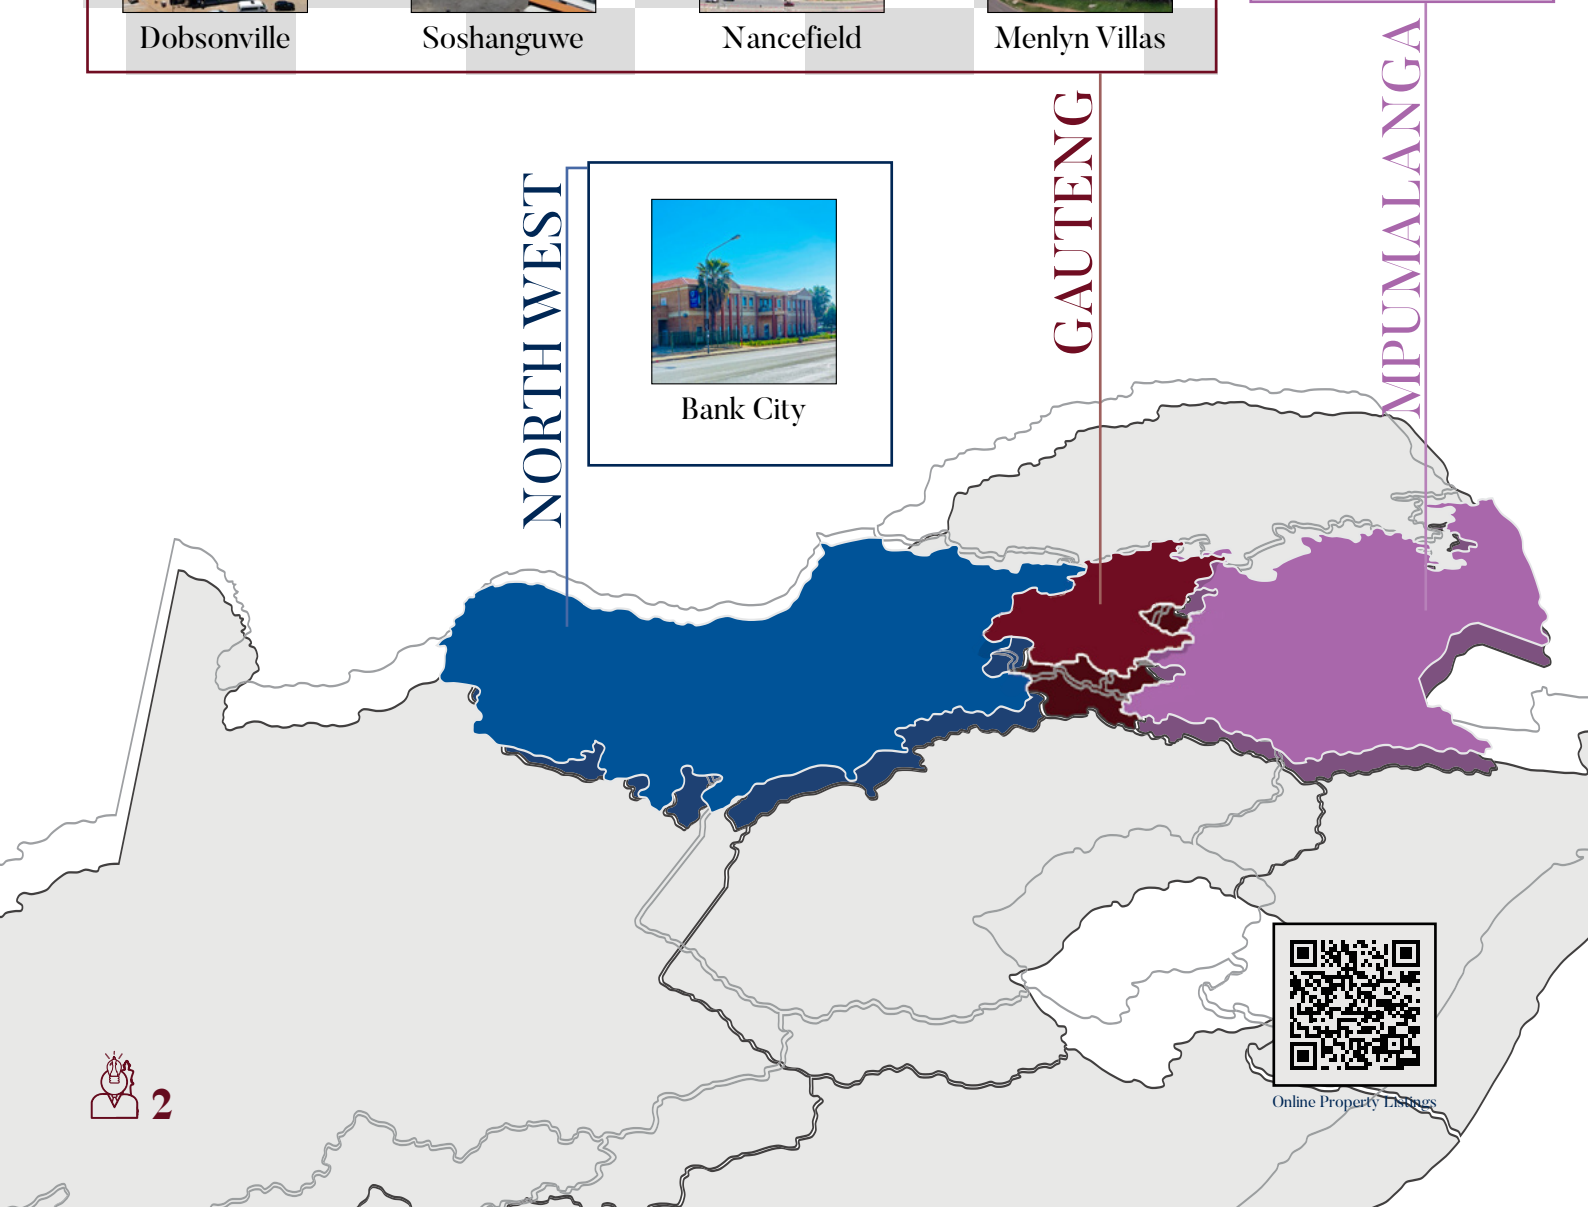 Dobsonville
Soshanguwe
Nancefield
Menlyn Villas
NORTH WEST
Bank City
GAUTENG
MPUMALANGA
2
Online Property Listings